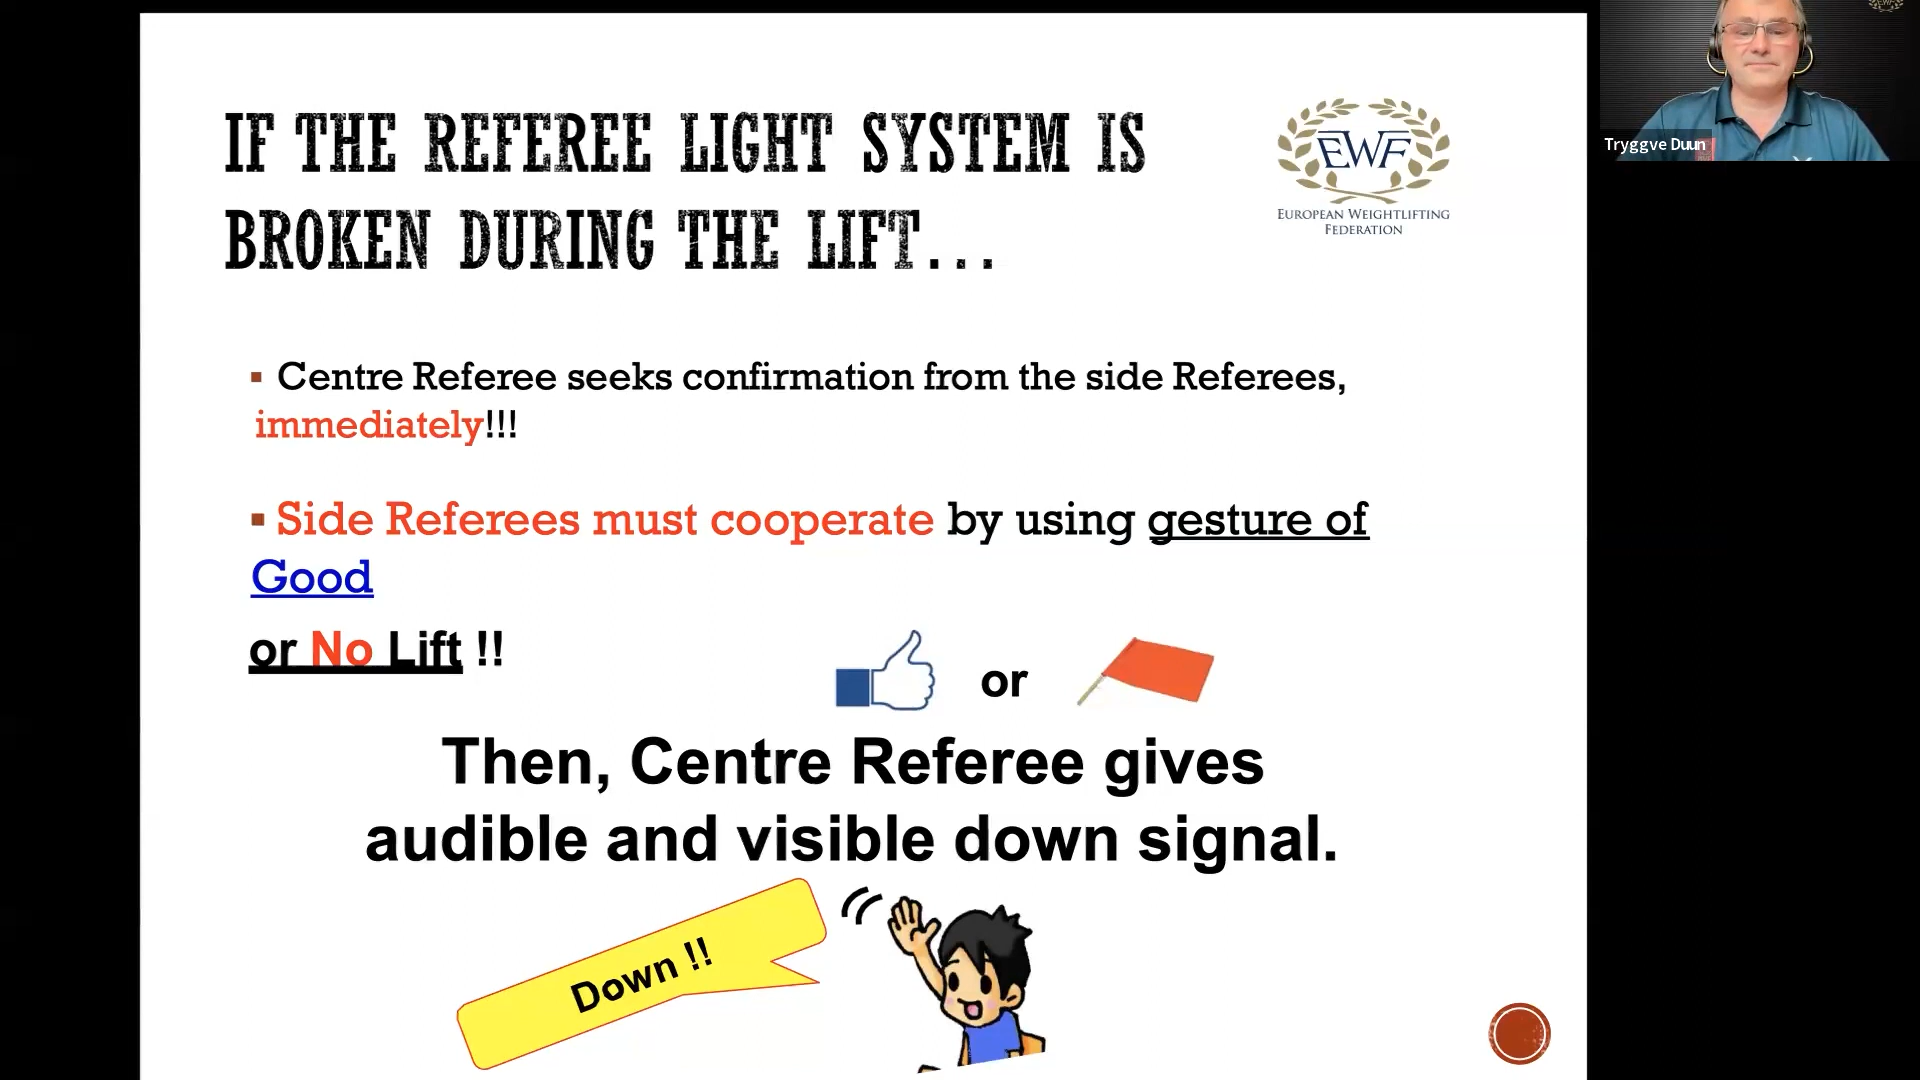 IF THE REFEREE LIGHT SYSTEM IS
BROKEN DURING THE LIFT...
EWF
EUROPEAN WEIGHTLIFTING
FEDERATION
Tryggve Duun
Centre Referee seeks confirmation from the side Referees,
immediately!!!
Side Referees must cooperate by using gesture of
Good
or No Lift !!
or
Then, Centre Referee gives
audible and visible down signal.
Down !!